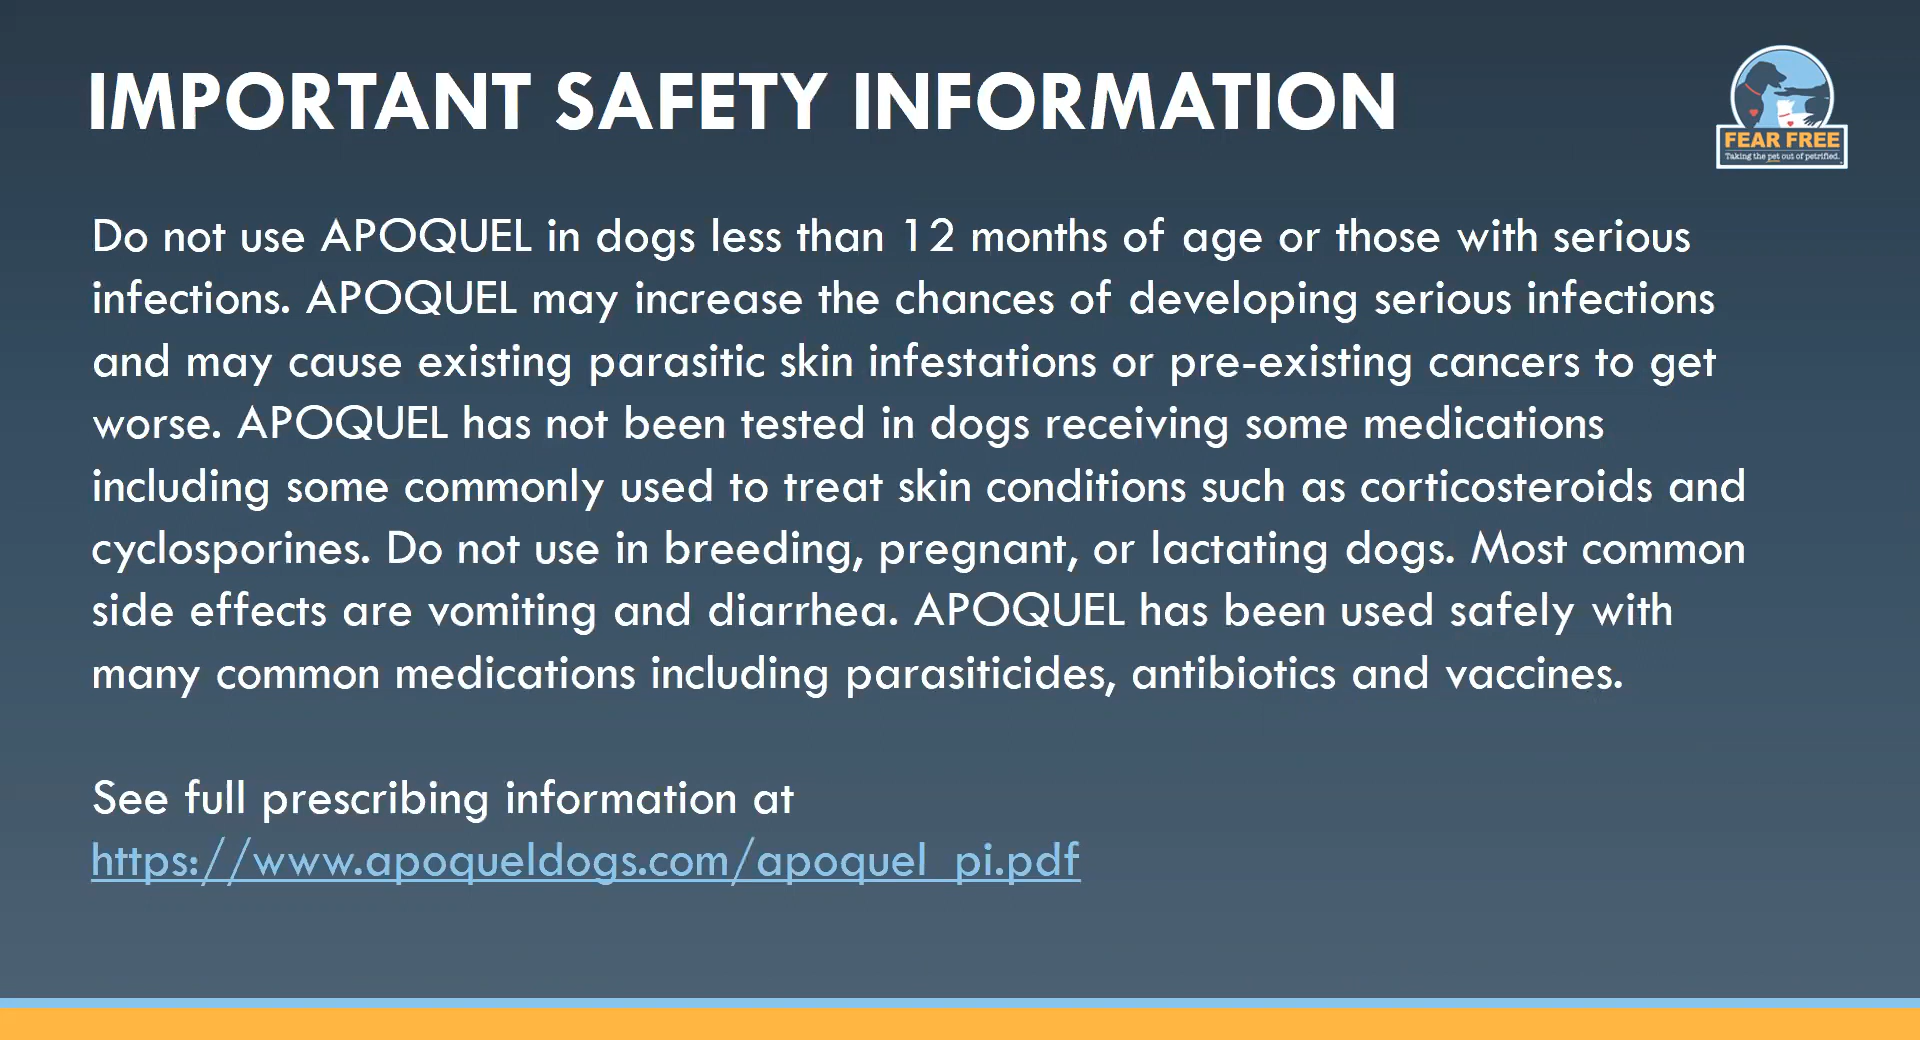 IMPORTANT SAFETY INFORMATION
FEAR FREE
Taking the pet out of petrified.
Do not use APOQUEL in dogs less than 12 months of age or those with serious
infections. APOQUEL may increase the chances of developing serious infections
and may cause existing parasitic skin infestations or pre-existing cancers to get
worse. APOQUEL has not been tested in dogs receiving some medications
including some commonly used to treat skin conditions such as corticosteroids and
cyclosporines. Do not use in breeding, pregnant, or lactating dogs. Most common
side effects are vomiting and diarrhea. APOQUEL has been used safely with
many common medications including parasiticides, antibiotics and vaccines.
See full prescribing information at
https://www.apoqueldogs.com/apoquel_pi.pdf